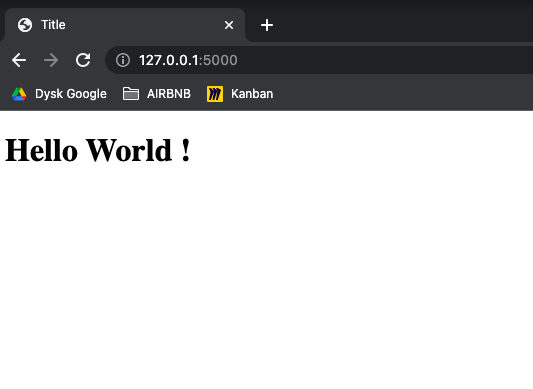 Title
127.0.0.1:5000
Dysk Google AIRBNB Kanban
Hello World !